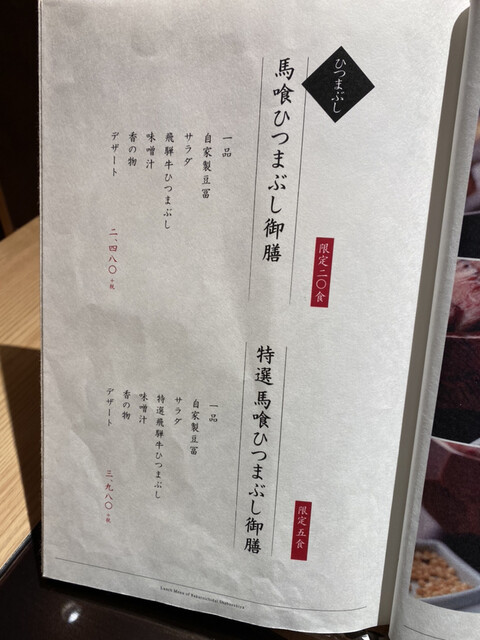 ひつまぶし
馬喰ひつまぶし御膳
限定二〇食
一品
自家製豆冨
サラダ
飛騨牛ひつまぶし
味噌汁
香の物
デザート
二、四八〇+税
特選 馬喰ひつまぶし御膳
限定五食
一品
自家製豆冨
サラダ
特選飛騨牛ひつまぶし
味噌汁
香の物
デザート
三、九八〇+税
Lunch Menu of